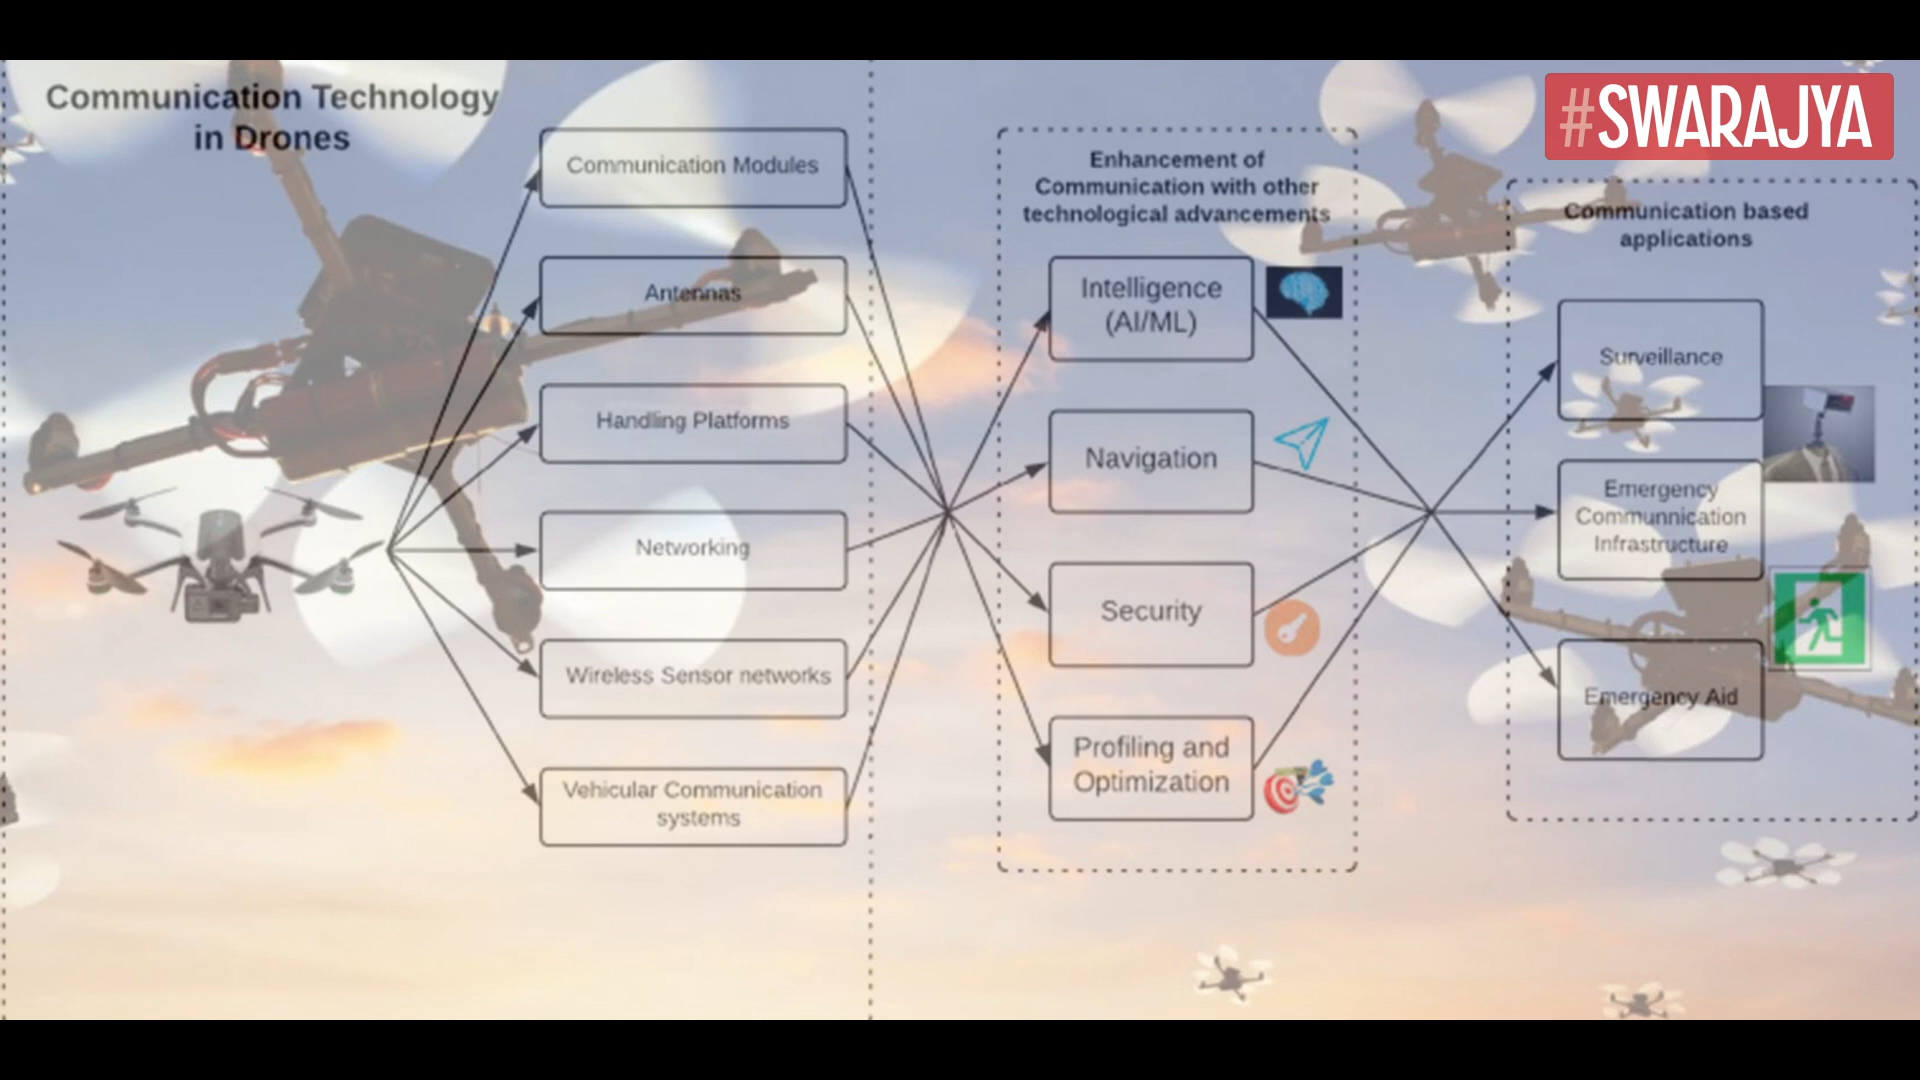 Communication Technology
in Drones
Communication Modules
Antennas
Handling Platforms
Networking
Wireless Sensor networks
Vehicular Communication
systems
Enhancement of
Communication with other
technological advancements
Intelligence
(AI/ML)
Navigation
Security
Profiling and
Optimization
#SWARAJYA
Communication based
applications
Surveillance
Emergency
Communnication
Infrastructure
Emergency Aid